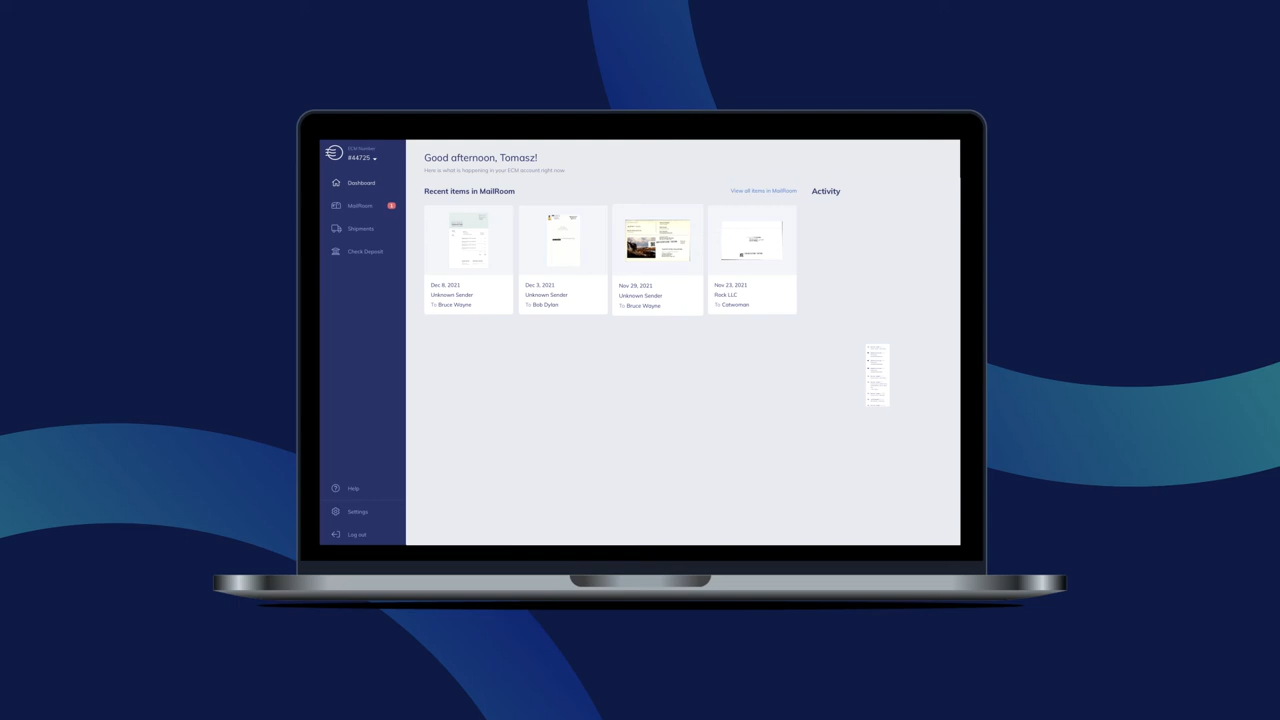 ECM Number
#44725
Dashboard
MailRoom
1
Shipments
Check Deposit
Help
Settings
Log out
Good afternoon, Tomasz!
Here is what is happening in your ECM account right now.
Recent items in MailRoom
View all items in MailRoom
Dec 8, 2021
Unknown Sender
To Bruce Wayne
Dec 3, 2021
Unknown Sender
To Bob Dylan
Nov 29, 2021
Unknown Sender
To Bruce Wayne
Nov 23, 2021
Rock LLC
To Catwoman
Activity